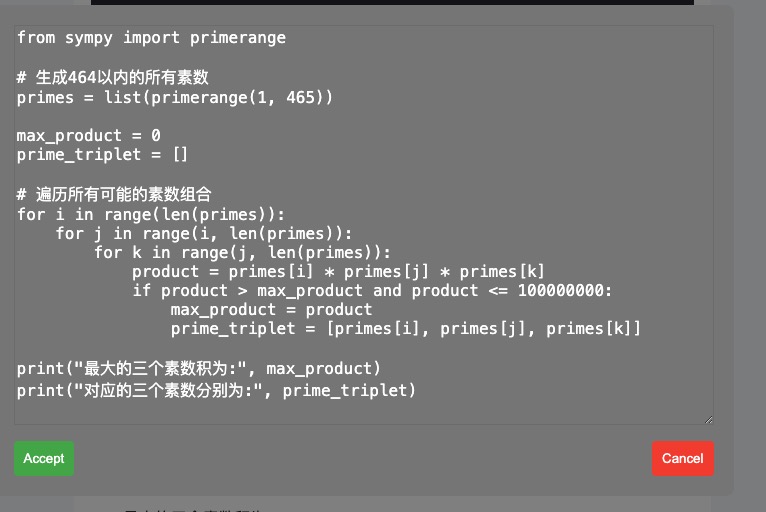 from sympy import primerange
# 生成464以内的所有素数
primes = list(primerange(1, 465))
max_product = 0
prime_triplet = []
# 遍历所有可能的素数组合
for i in range(len(primes)):
for j in range(i, len(primes)):
for k in range(j, len(primes)):
product = primes[i] * primes[j] * primes[k]
if product > max_product and product <= 100000000:
max_product = product
prime_triplet = [primes[i], primes[j], primes[k]]
print("最大的三个素数积为:", max_product)
print("对应的三个素数分别为:", prime_triplet)
Accept
Cancel